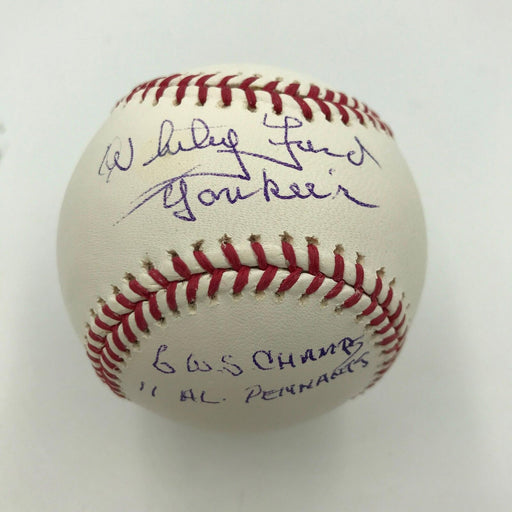 Whitey Ford
Yankees
6 WS CHAMPS
11 AL. PENNANTS